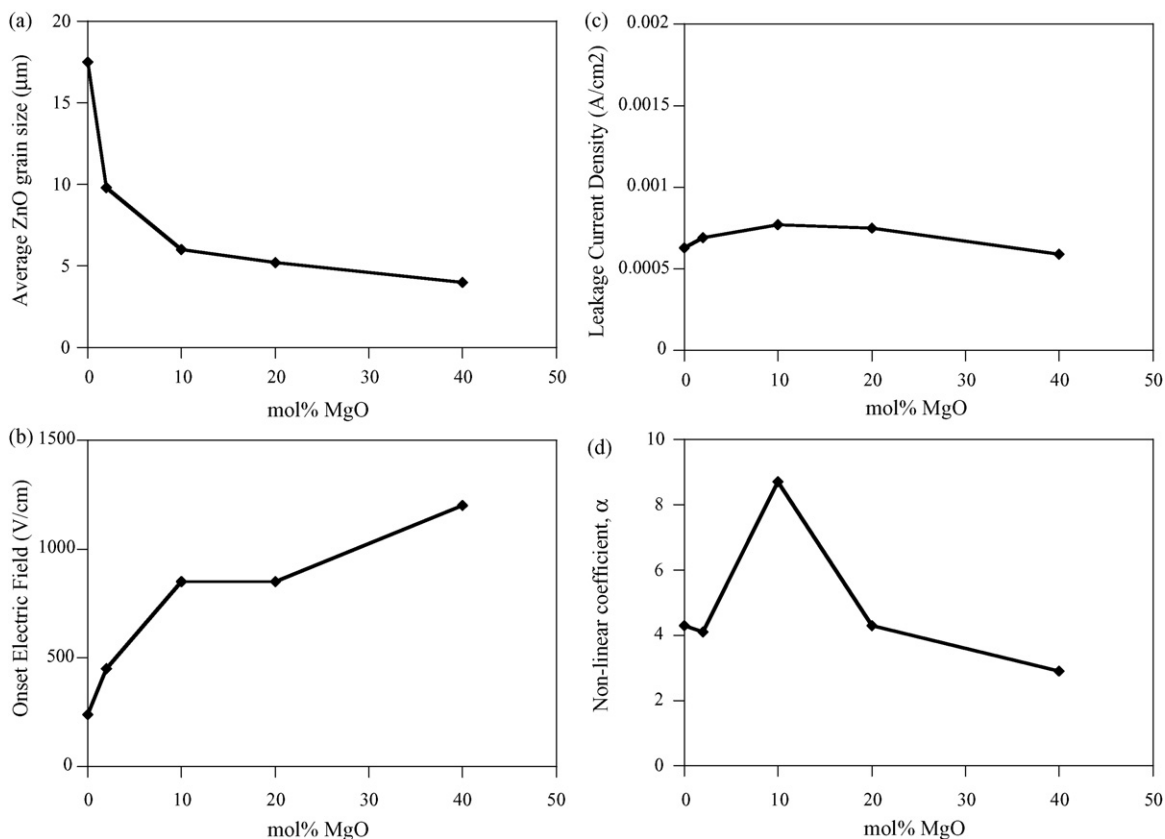 (a)
20
15
10
5
0
Average ZnO grain size (μm)
0 10 20 30 40 50
mol% MgO
(b)
1500
1000
500
0
Onset Electric Field (V/cm)
0 10 20 30 40 50
mol% MgO
(c)
0.002
0.0015
0.001
0.0005
0
Leakage Current Density (A/cm2)
0 10 20 30 40 50
mol% MgO
(d)
10
8
6
4
2
0
Non-linear coefficient, α
0 10 20 30 40 50
mol% MgO